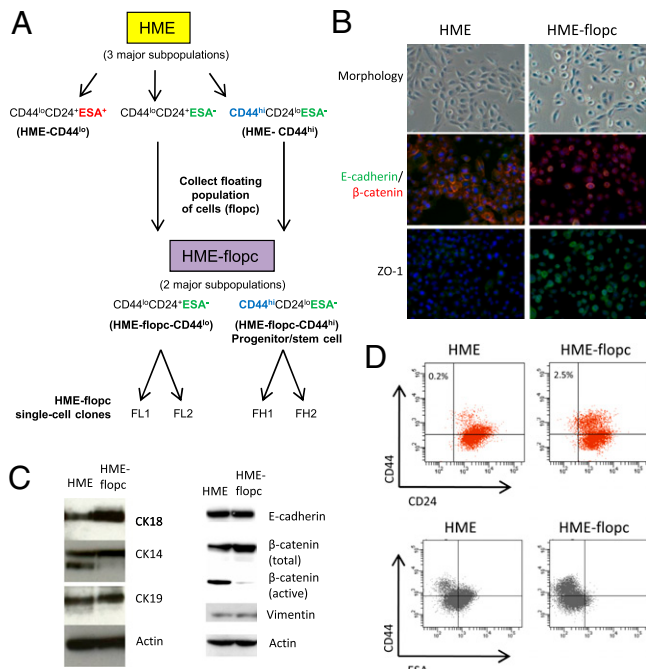 A
HME
(3 major subpopulations)
CD44ˡᵒCD24⁺ESA⁺
(HME-CD44ˡᵒ)
CD44ˡᵒCD24⁺ESA⁻
CD44ʰⁱCD24ˡᵒESA⁻
(HME- CD44ʰⁱ)
Collect floating
population
of cells (flopc)
HME-flopc
(2 major subpopulations)
CD44ˡᵒCD24⁺ESA⁻
(HME-flopc-CD44ˡᵒ)
CD44ʰⁱCD24ˡᵒESA⁻
(HME-flopc-CD44ʰⁱ)
Progenitor/stem cell
HME-flopc
single-cell clones
FL1
FL2
FH1
FH2
B
HME
HME-flopc
Morphology
E-cadherin/
β-catenin
ZO-1
C
HME
HME-
flopc
CK18
CK14
CK19
Actin
HME
HME-
flopc
E-cadherin
β-catenin
(total)
β-catenin
(active)
Vimentin
Actin
D
HME
HME-flopc
0.2%
2.5%
CD44
CD24
HME
HME-flopc
CD44
ESA